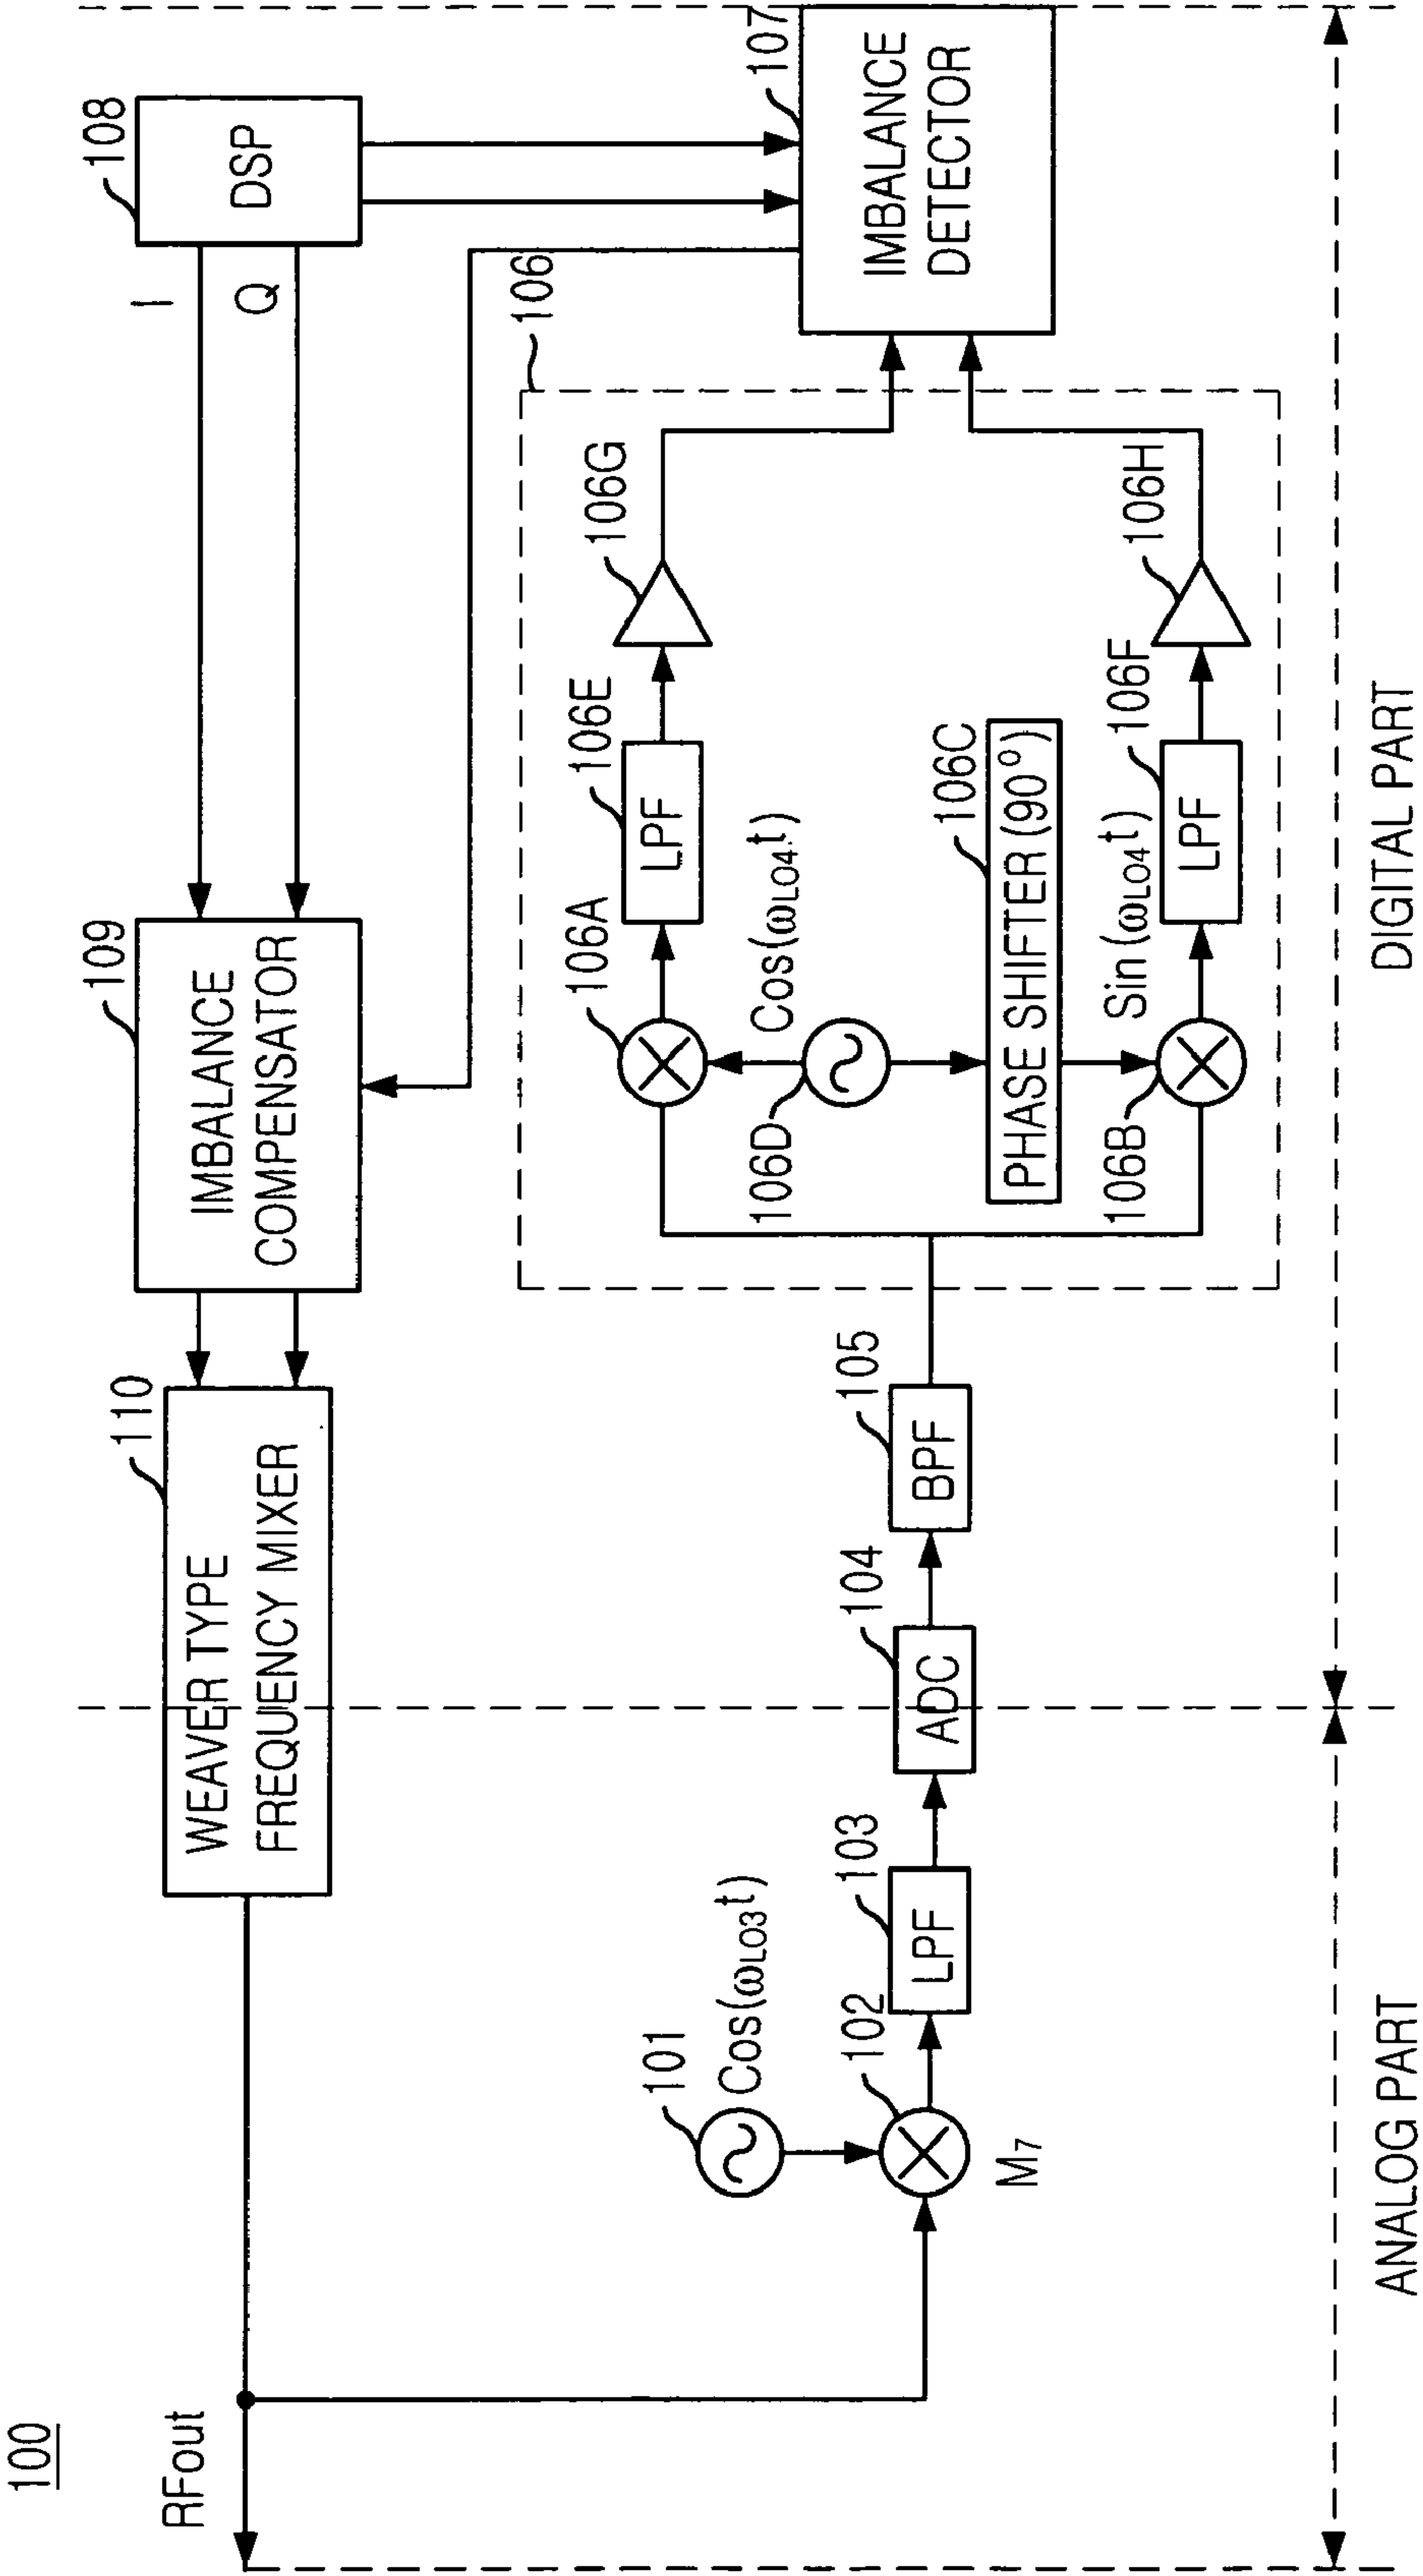 100
RFout
110
WEAVER TYPE
FREQUENCY MIXER
109
IMBALANCE
COMPENSATOR
I
Q
108
DSP
101
Cos(ωLO3t)
102
M7
103
LPF
104
ADC
105
BPF
106
106A
106D
Cos(ωLO4t)
106C
PHASE SHIFTER (90°)
106B
Sin(ωLO4t)
106E
LPF
106F
LPF
106G
106H
107
IMBALANCE
DETECTOR
ANALOG PART
DIGITAL PART